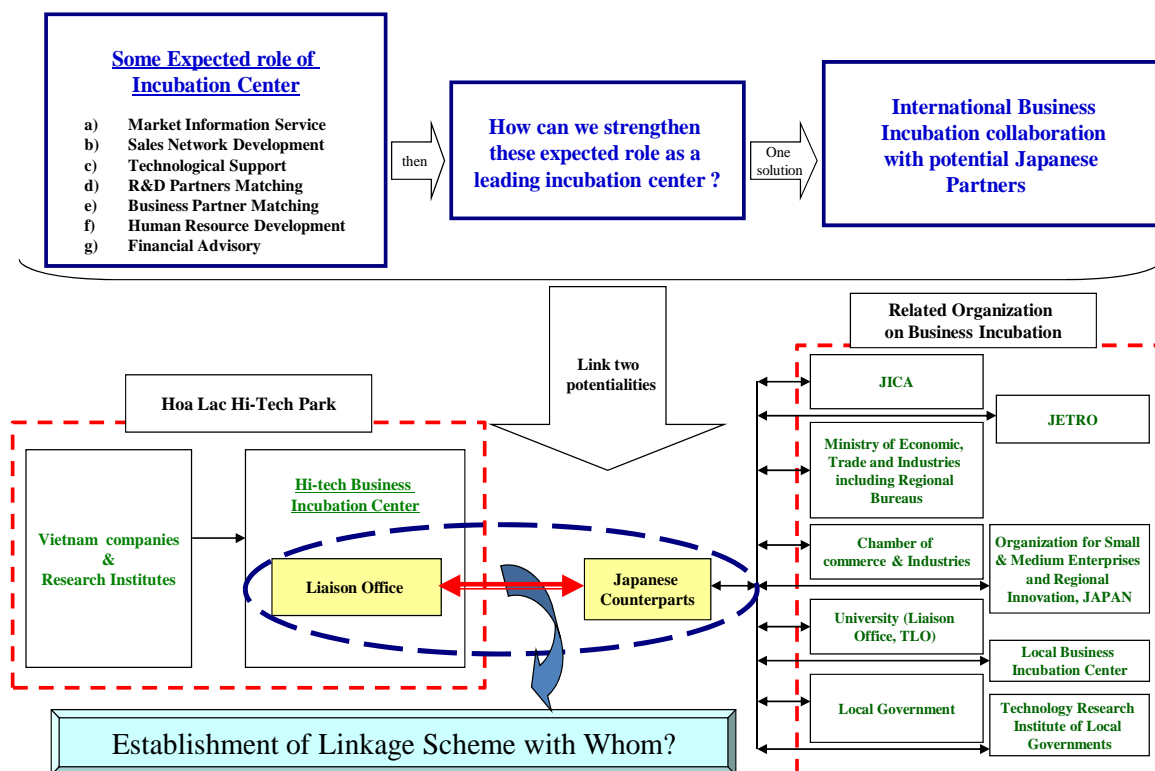 Some Expected role of
Incubation Center
a) Market Information Service
b) Sales Network Development
c) Technological Support
d) R&D Partners Matching
e) Business Partner Matching
f) Human Resource Development
g) Financial Advisory
then
How can we strengthen
these expected role as a
leading incubation center ?
One
solution
International Business
Incubation collaboration
with potential Japanese
Partners
Link two
potentialities
Related Organization
on Business Incubation
Hoa Lac Hi-Tech Park
Vietnam companies
&
Research Institutes
Hi-tech Business
Incubation Center
Liaison Office
Japanese
Counterparts
JICA
JETRO
Ministry of Economic,
Trade and Industries
including Regional
Bureaus
Chamber of
commerce & Industries
Organization for Small
& Medium Enterprises
and Regional
Innovation, JAPAN
University (Liaison
Office, TLO)
Local Business
Incubation Center
Local Government
Technology Research
Institute of Local
Governments
Establishment of Linkage Scheme with Whom?